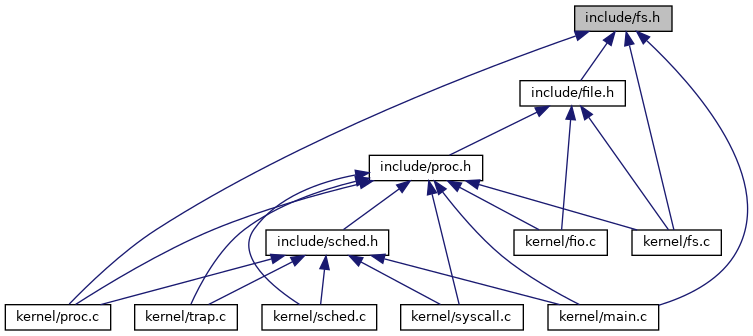 include/fs.h
include/file.h
include/proc.h
include/sched.h
kernel/fio.c
kernel/fs.c
kernel/proc.c
kernel/trap.c
kernel/sched.c
kernel/syscall.c
kernel/main.c